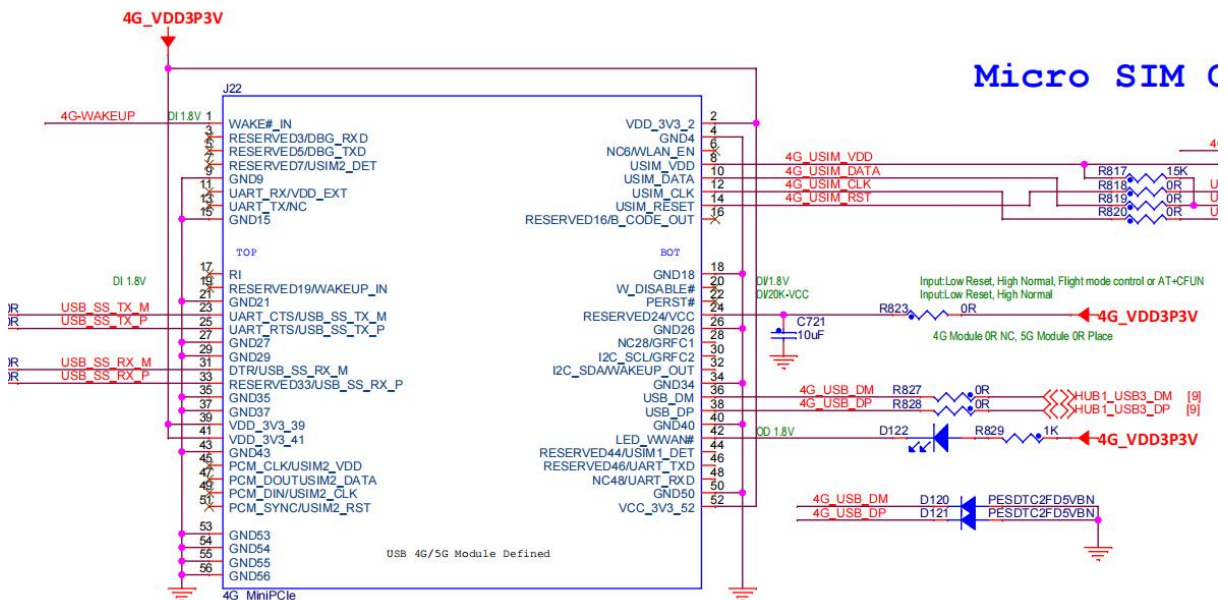 4G_VDD3P3V
Micro SIM C
J22
4G-WAKEUP
DI 1.8V
1
WAKE#_IN
3
RESERVED3/DBG_RXD
5
RESERVED5/DBG_TXD
7
RESERVED7/USIM2_DET
9
GND9
11
UART_RX/VDD_EXT
13
UART_TX/NC
15
GND15
TOP
17
RI
DI 1.8V
19
RESERVED19/WAKEUP_IN
21
GND21
USB_SS_TX_M
23
UART_CTS/USB_SS_TX_M
0R
USB_SS_TX_P
25
UART_RTS/USB_SS_TX_P
27
GND27
29
GND29
USB_SS_RX_M
31
DTR/USB_SS_RX_M
0R
USB_SS_RX_P
33
RESERVED33/USB_SS_RX_P
35
GND35
37
GND37
39
VDD_3V3_39
41
VDD_3V3_41
43
GND43
45
PCM_CLK/USIM2_VDD
47
PCM_DOUTUSIM2_DATA
49
PCM_DIN/USIM2_CLK
51
PCM_SYNC/USIM2_RST
53
GND53
54
GND54
55
GND55
56
GND56
USB 4G/5G Module Defined
4G_MiniPCIe
VDD_3V3_2
2
GND4
4
NC6/WLAN_EN
6
USIM_VDD
8
4G_USIM_VDD
USIM_DATA
10
4G_USIM_DATA
USIM_CLK
12
4G_USIM_CLK
USIM_RESET
14
4G_USIM_RST
RESERVED16/B_CODE_OUT
16
R817
15K
R818
0R
R819
0R
R820
0R
4
U
U
U
BOT
GND18
18
W_DISABLE#
20
DI/1.8V
Input:Low Reset, High Normal, Flight mode control or AT+CFUN
PERST#
22
DI/20K-VCC
Input:Low Reset, High Normal
RESERVED24/VCC
24
R823
0R
4G_VDD3P3V
GND26
26
C721
10uF
4G Module 0R NC, 5G Module 0R Place
NC28/GRFC1
28
I2C_SCL/GRFC2
30
I2C_SDA/WAKEUP_OUT
32
GND34
34
USB_DM
36
4G_USB_DM
R827
0R
HUB1_USB3_DM [9]
USB_DP
38
4G_USB_DP
R828
0R
HUB1_USB3_DP [9]
GND40
40
LED_WWAN#
42
OD 1.8V
D122
R829
1K
4G_VDD3P3V
RESERVED44/USIM1_DET
44
RESERVED46/UART_TXD
46
NC48/UART_RXD
48
GND50
50
VCC_3V3_52
52
4G_USB_DM
D120
PESDTC2FD5VBN
4G_USB_DP
D121
PESDTC2FD5VBN